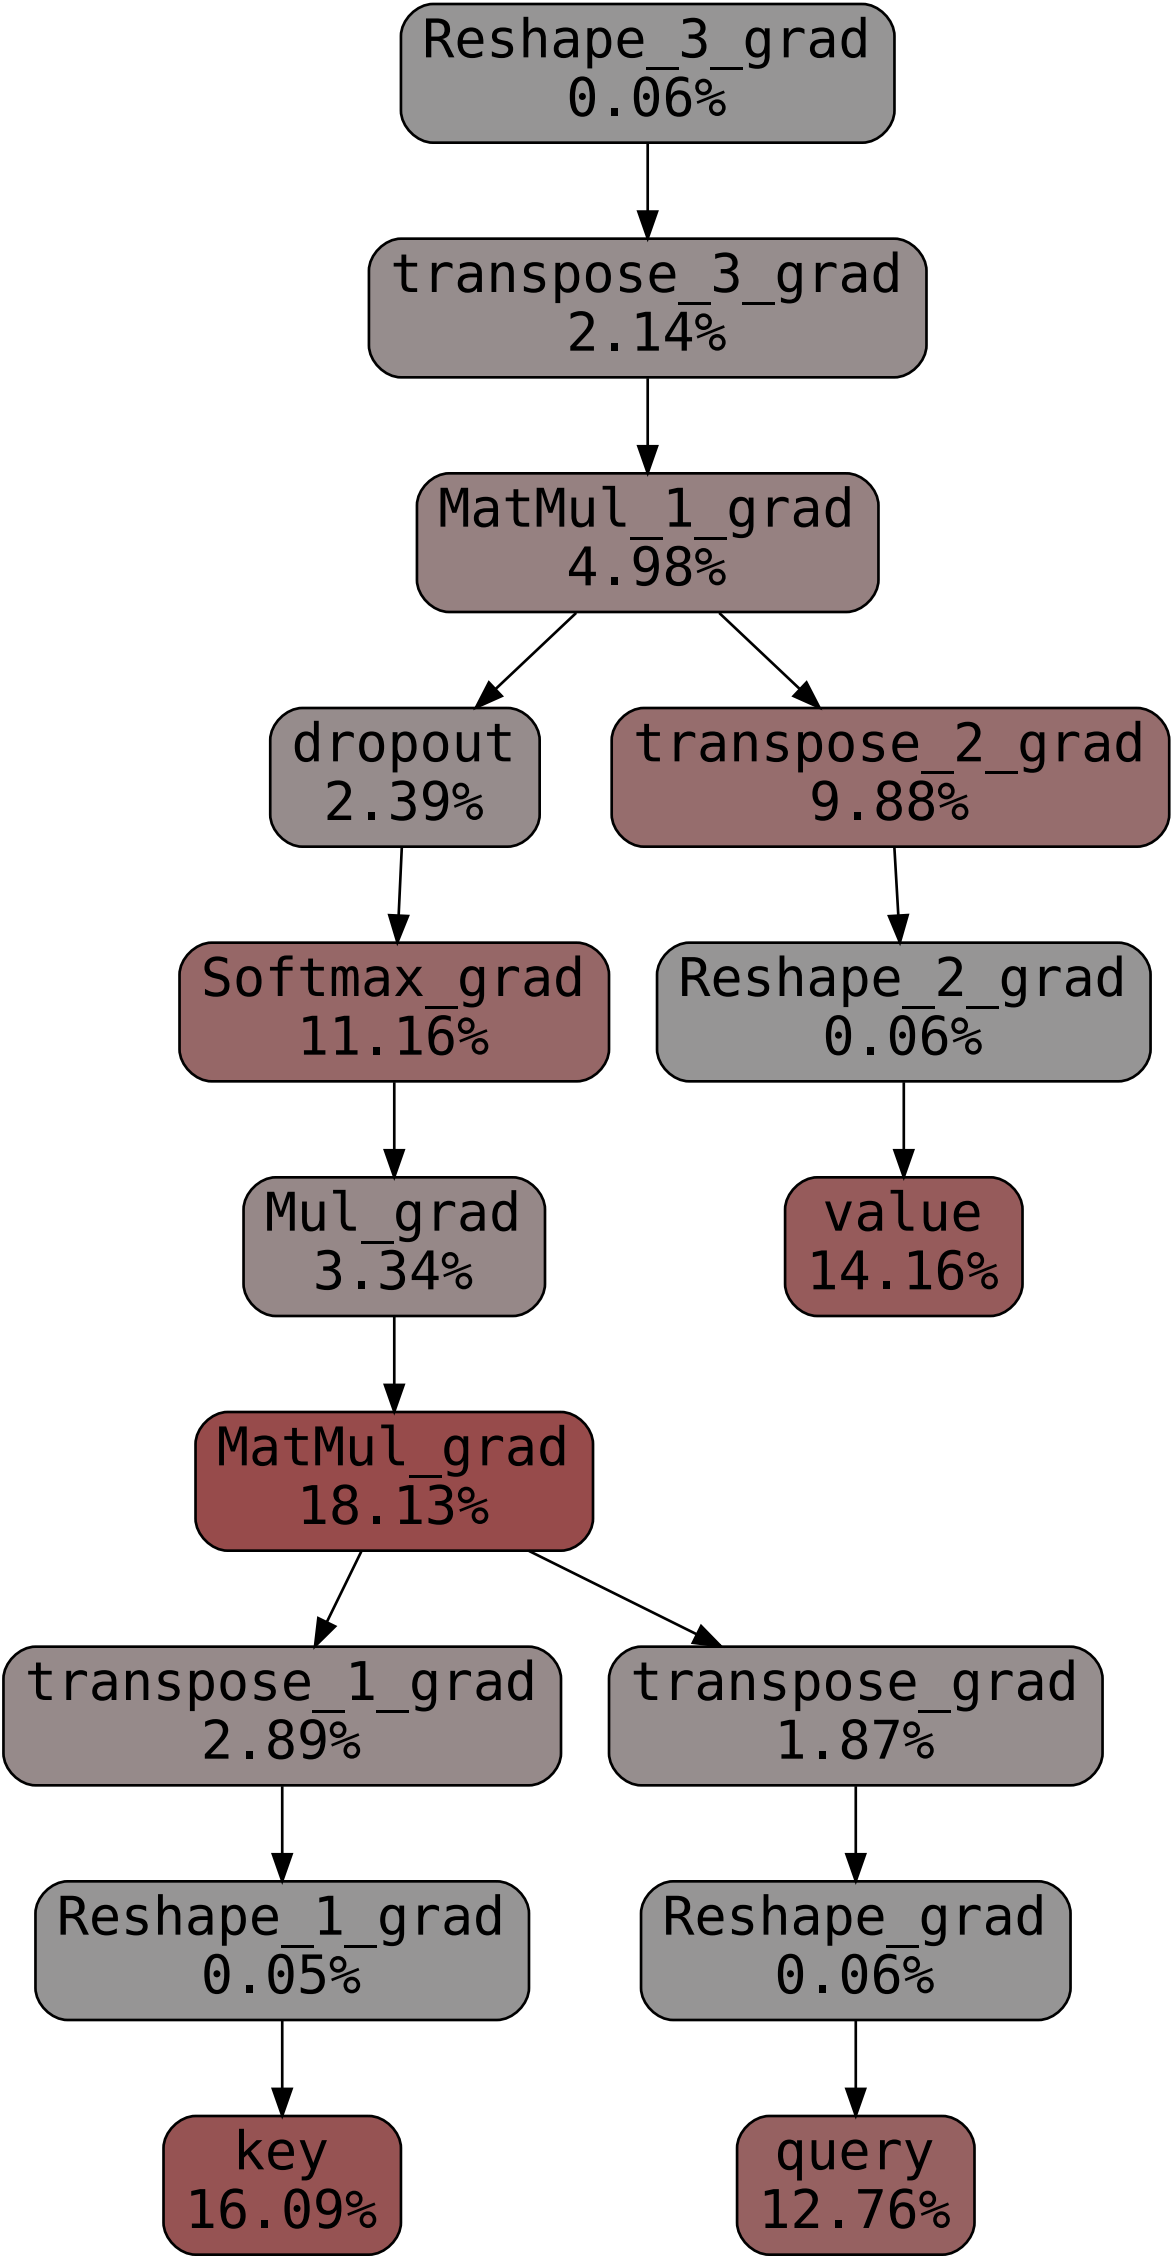 Reshape_3_grad
0.06%
transpose_3_grad
2.14%
MatMul_1_grad
4.98%
dropout
2.39%
transpose_2_grad
9.88%
Softmax_grad
11.16%
Reshape_2_grad
0.06%
Mul_grad
3.34%
value
14.16%
MatMul_grad
18.13%
transpose_1_grad
2.89%
transpose_grad
1.87%
Reshape_1_grad
0.05%
Reshape_grad
0.06%
key
16.09%
query
12.76%